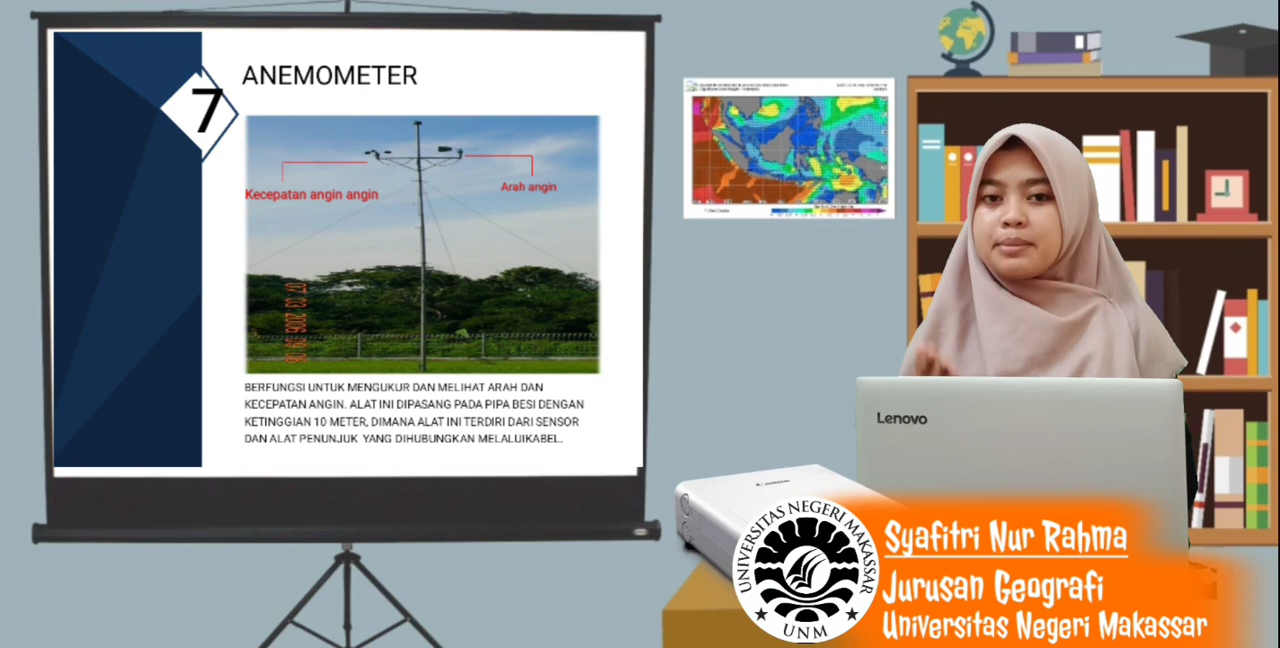 ANEMOMETER
7
Kecepatan angin angin
Arah angin
BERFUNGSI UNTUK MENGUKUR DAN MELIHAT ARAH DAN
KECEPATAN ANGIN. ALAT INI DIPASANG PADA PIPA BESI DENGAN
KETINGGIAN 10 METER, DIMANA ALAT INI TERDIRI DARI SENSOR
DAN ALAT PENUNJUK YANG DIHUBUNGKAN MELALUIKABEL.
Lenovo
Canon
UNIVERSITAS NEGERI MAKASSAR
UNM
Syafitri Nur Rahma
Jurusan Geografi
Universitas Negeri Makassar